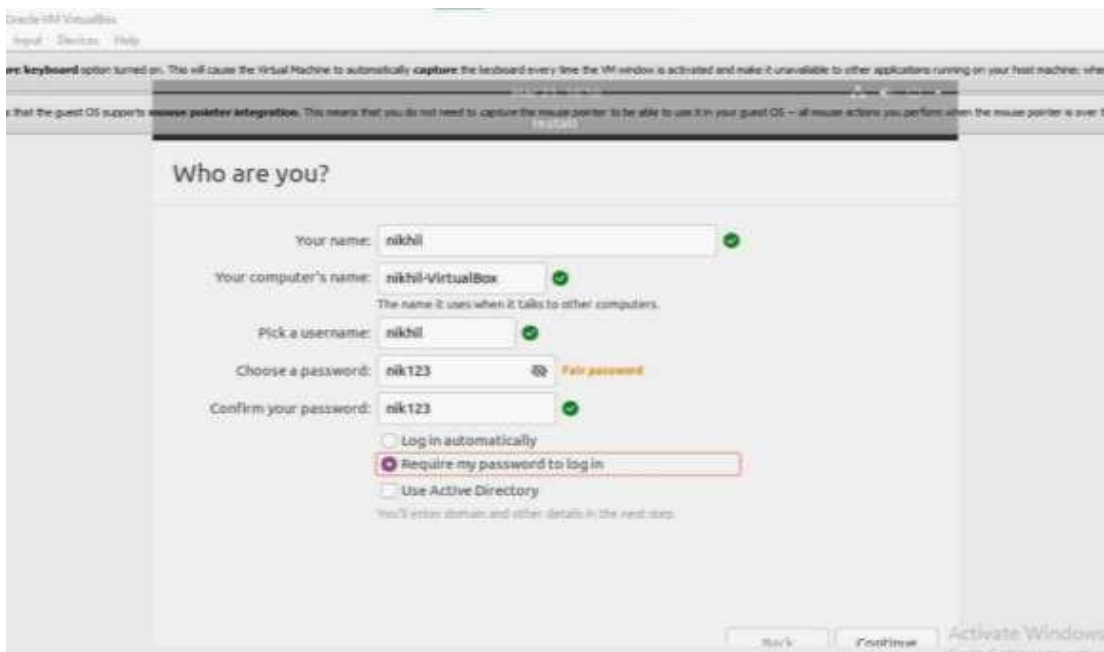 Oracle VM VirtualBox
Input Devices Help
re keyboard option turned on. This will cause the Virtual Machine to automatically capture the keyboard every time the VM window is activated and make it unavailable to other applications running on your host machine: whe
that the guest OS supports mouse pointer integration. This means that you do not need to capture the mouse pointer to be able to use it in your guest OS -- all mouse actions you perform when the mouse pointer is over
Install
Who are you?
Your name: nikhil
Your computer's name: nikhil-VirtualBox
The name it uses when it talks to other computers.
Pick a username: nikhil
Choose a password: nik123 Fair password
Confirm your password: nik123
Log in automatically
Require my password to log in
Use Active Directory
You'll enter domain and other details in the next step.
Back Continue
Activate Windows